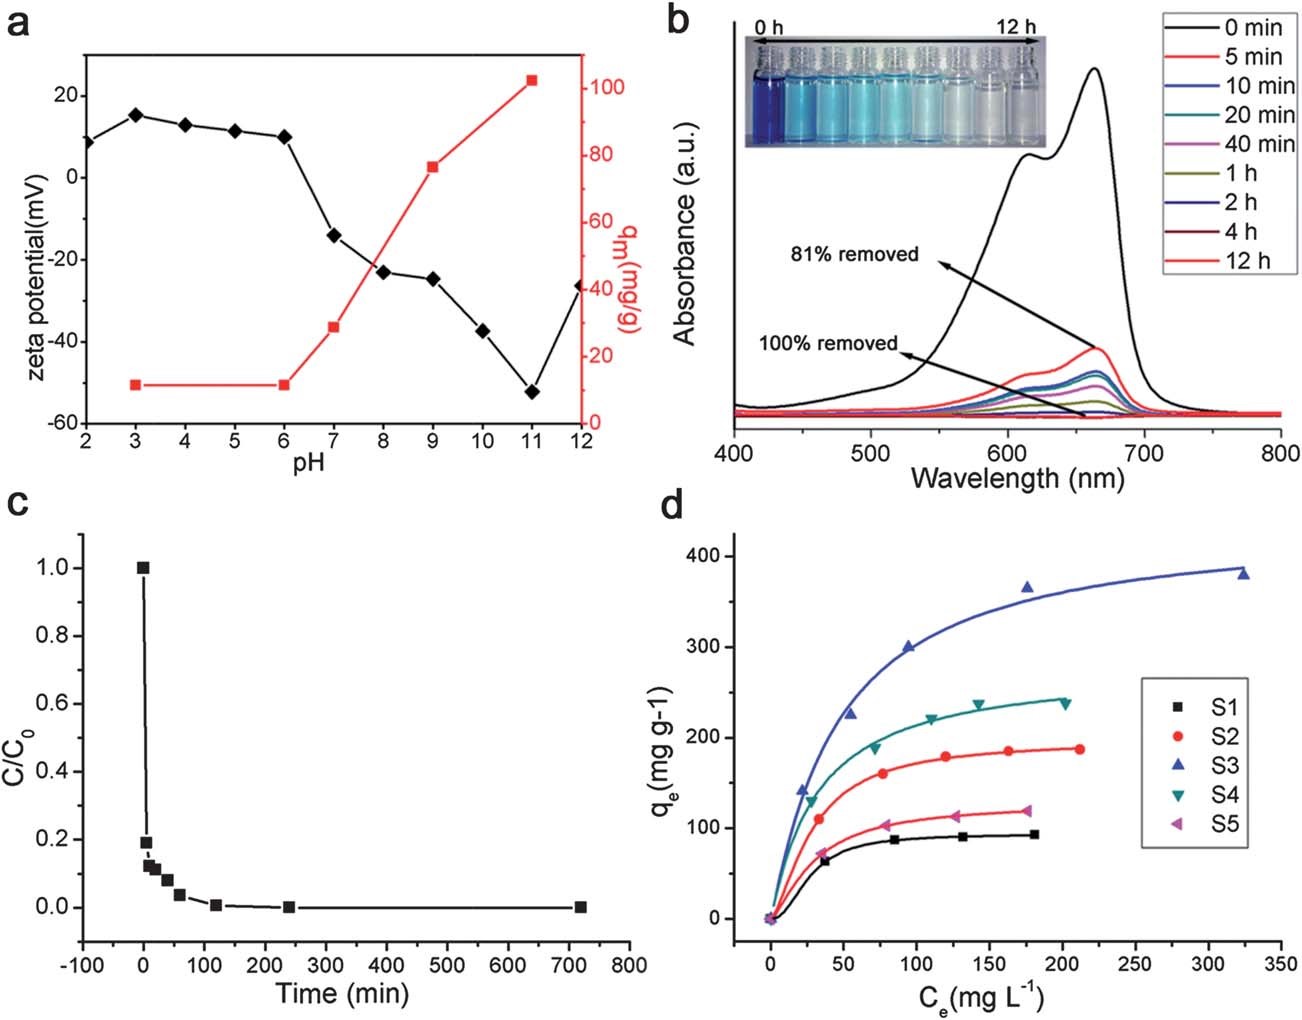 a
20
0
-20
-40
-60
zeta potential(mV)
2 3 4 5 6 7 8 9 10 11 12
pH
100
80
60
40
20
0
qm(mg/g)
b
0 h 12 h
81% removed
100% removed
Absorbance (a.u.)
400 500 600 700 800
Wavelength (nm)
0 min
5 min
10 min
20 min
40 min
1 h
2 h
4 h
12 h
c
1.0
0.8
0.6
0.4
0.2
0.0
C/C0
-100 0 100 200 300 400 500 600 700 800
Time (min)
d
400
300
200
100
0
qe(mg g-1)
0 50 100 150 200 250 300 350
Ce(mg L-1)
S1
S2
S3
S4
S5